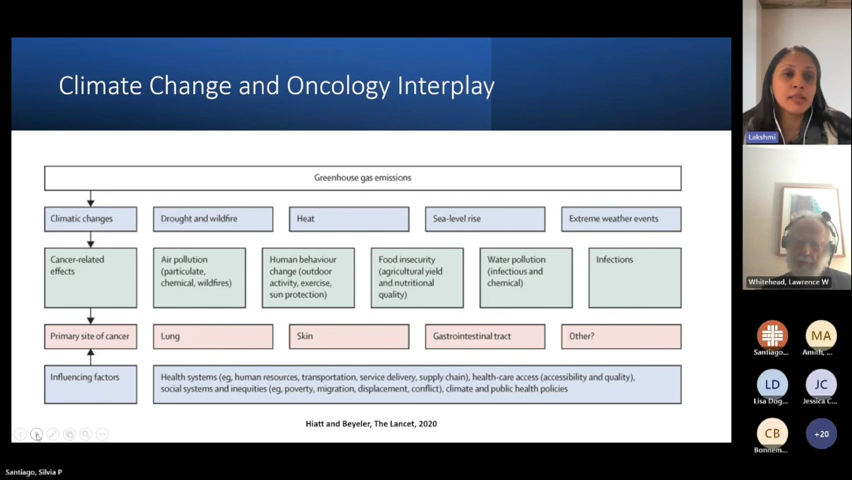 Climate Change and Oncology Interplay
Greenhouse gas emissions
Climatic changes
Drought and wildfire
Heat
Sea-level rise
Extreme weather events
Cancer-related
effects
Air pollution
(particulate,
chemical, wildfires)
Human behaviour
change (outdoor
activity, exercise,
sun protection)
Food insecurity
(agricultural yield
and nutritional
quality)
Water pollution
(infectious and
chemical)
Infections
Primary site of cancer
Lung
Skin
Gastrointestinal tract
Other?
Influencing factors
Health systems (eg, human resources, transportation, service delivery, supply chain), health-care access (accessibility and quality),
social systems and inequities (eg, poverty, migration, displacement, conflict), climate and public health policies
Hiatt and Beyeler, The Lancet, 2020
Santiago, Silvia P
Lakshmi
Whitehead, Lawrence W
Santiago...
MA
Amith, ...
LD
Lisa Dog...
JC
Jessica C...
CB
Bonnem...
+20